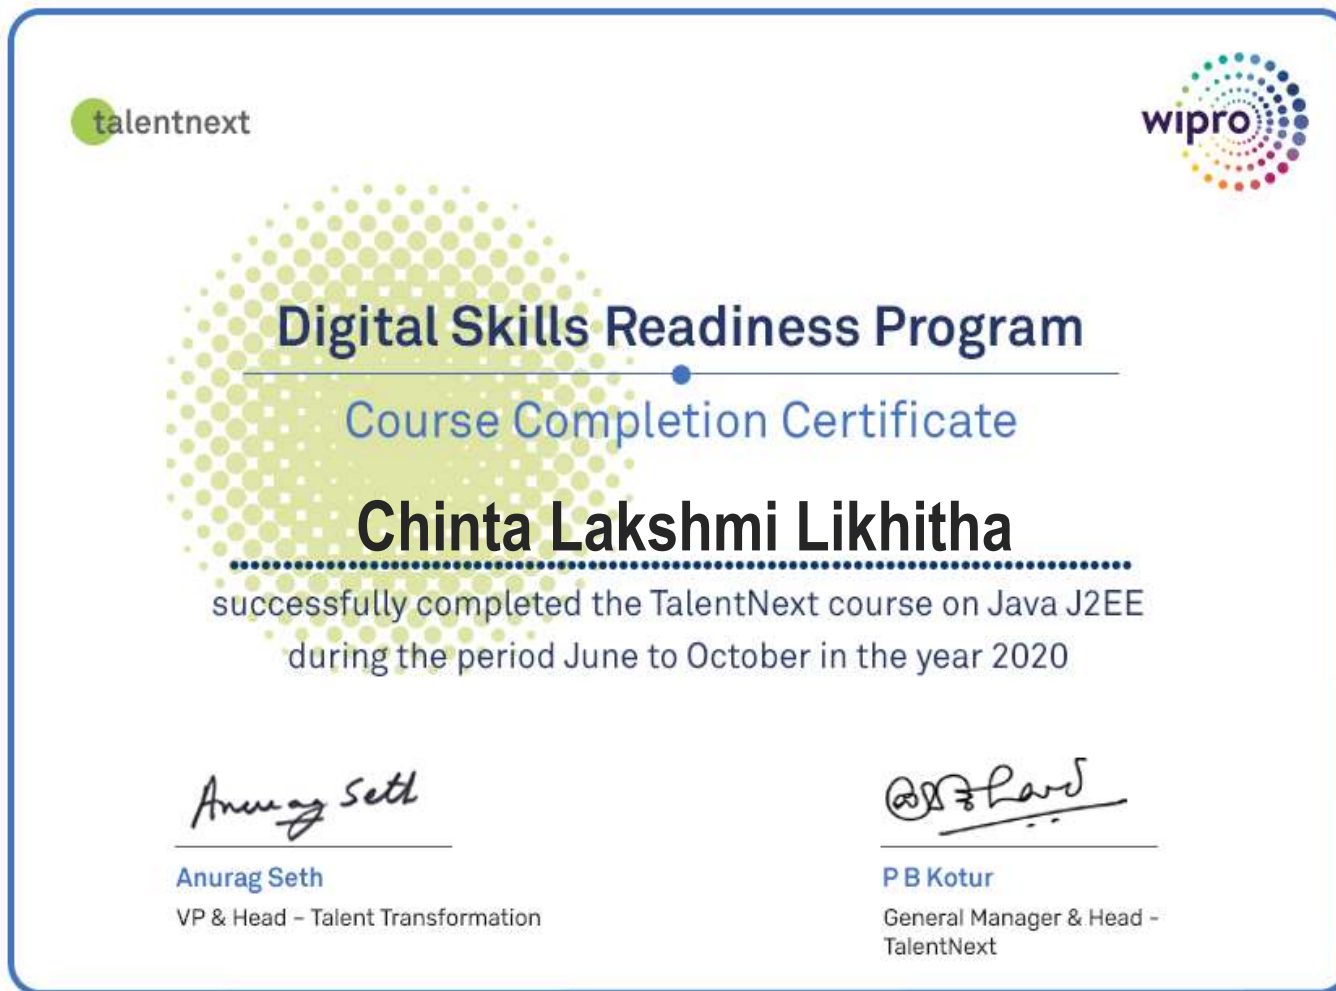 talentnext
wipro
Digital Skills Readiness Program
Course Completion Certificate
Chinta Lakshmi Likhitha
successfully completed the TalentNext course on Java J2EE
during the period June to October in the year 2020
Anurag Seth
Anurag Seth
VP & Head – Talent Transformation
P B Kotur
General Manager & Head -
TalentNext